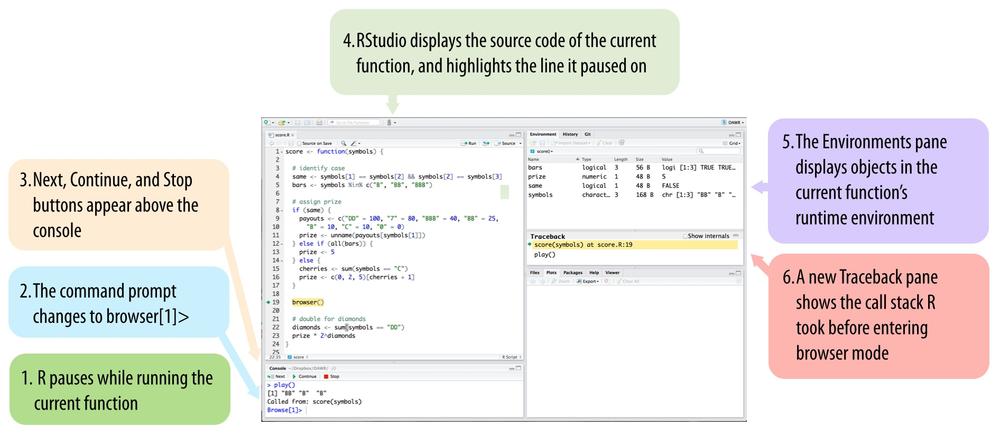 4. RStudio displays the source code of the current
function, and highlights the line it paused on
3. Next, Continue, and Stop
buttons appear above the
console
2. The command prompt
changes to browser[1]>
1. R pauses while running the
current function
5. The Environments pane
displays objects in the
current function's
runtime environment
6. A new Traceback pane
shows the call stack R
took before entering
browser mode
DAWR
score.R
Source on Save
Run
Source
1 score <- function(symbols) {
2
3 # identify case
4 same <- symbols[1] == symbols[2] && symbols[2] == symbols[3]
5 bars <- symbols %in% c("B", "BB", "BBB")
6
7 # assign prize
8 if (same) {
9 payouts <- c("DD" = 100, "7" = 80, "BBB" = 40, "BB" = 25,
10 "B" = 10, "C" = 10, "0" = 0)
11 prize <- unname(payouts[symbols[1]])
12 } else if (all(bars)) {
13 prize <- 5
14 } else {
15 cherries <- sum(symbols == "C")
16 prize <- c(0, 2, 5)[cherries + 1]
17 }
18
19 browser()
20
21 # double for diamonds
22 diamonds <- sum(symbols == "DD")
23 prize * 2^diamonds
24 }
25
22:35 score R Script
Console ~/Dropbox/DAWR/
Next Continue Stop
> play()
[1] "BB" "B" "B"
Called from: score(symbols)
Browse[1]>
Environment History Git
Import Dataset Grid
score()
Name Type Length Size Value
bars logical 3 56 B logi [1:3] TRUE TRUE…
prize numeric 1 48 B 5
same logical 1 48 B FALSE
symbols charact… 3 168 B chr [1:3] "BB" "B" "…
Traceback Show internals
score(symbols) at score.R:19
play()
Files Plots Packages Help Viewer
Zoom Export Clear All